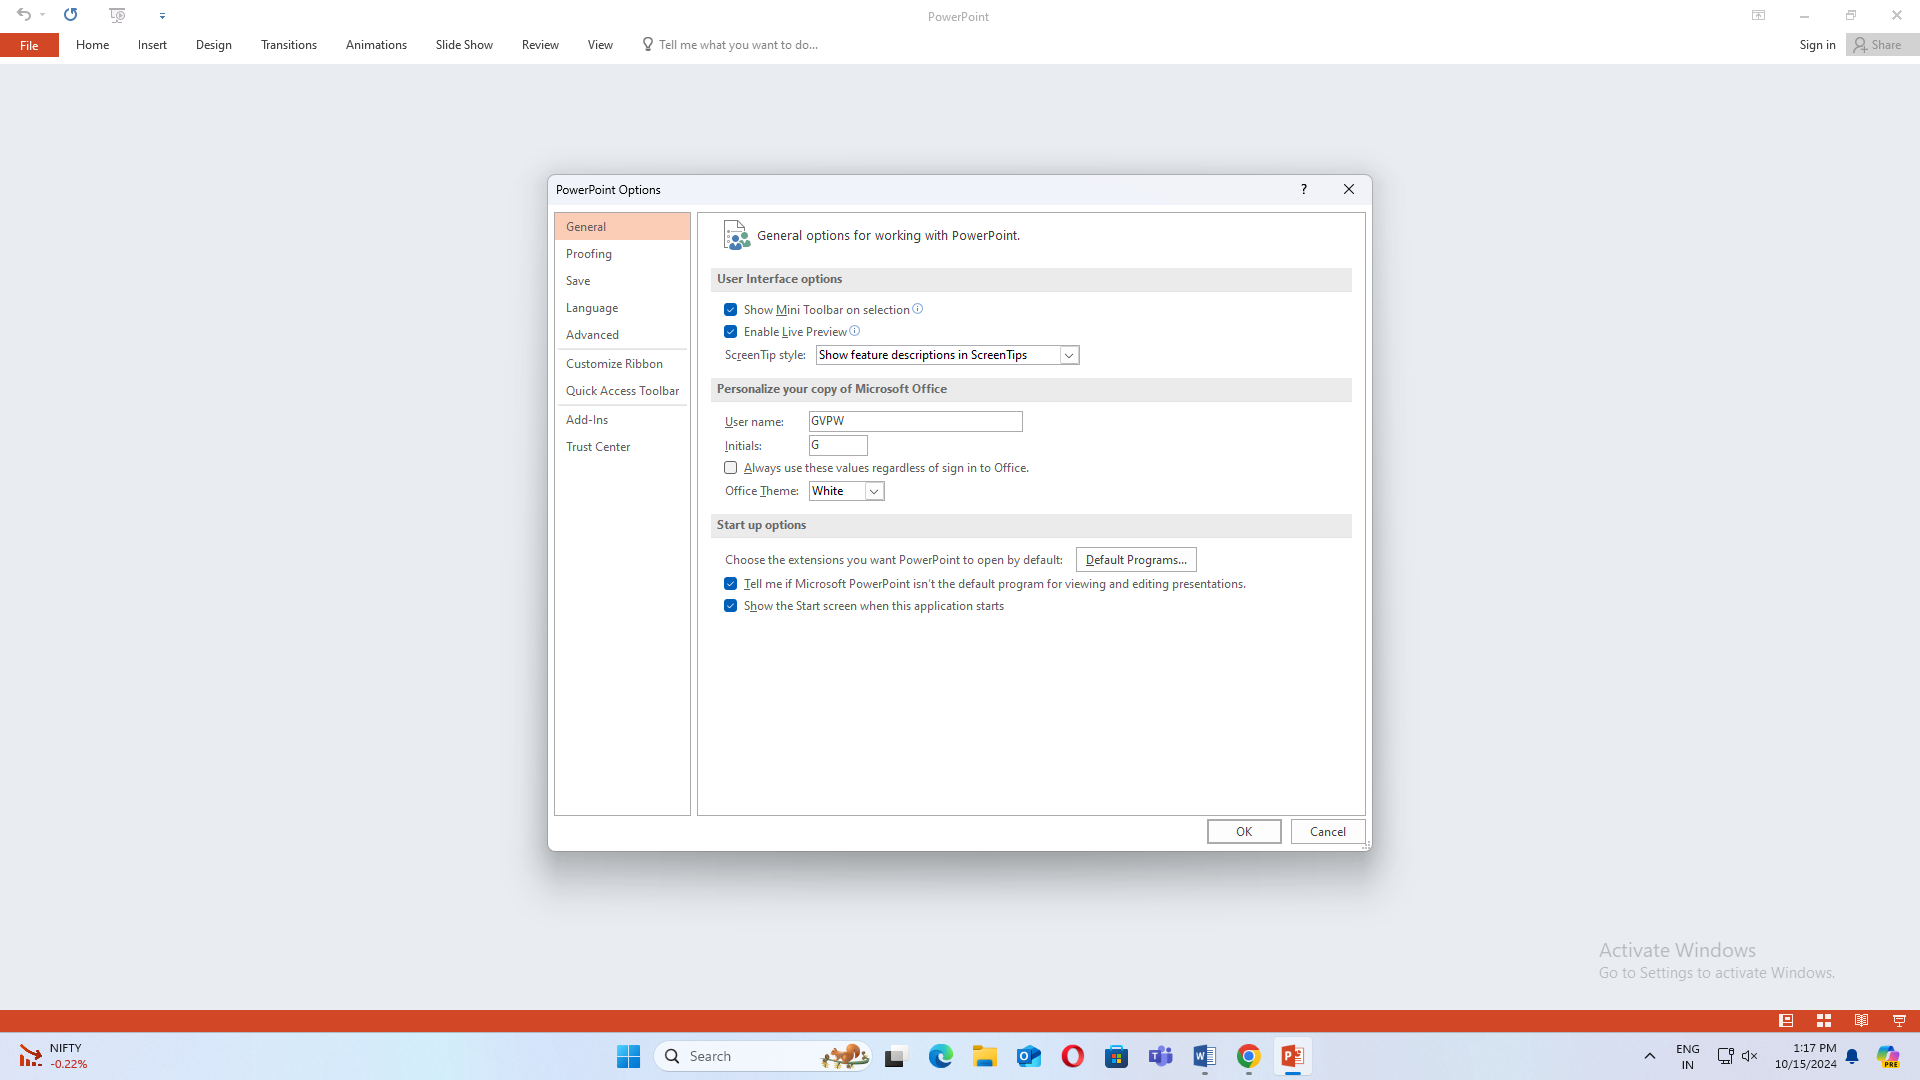 PowerPoint
File Home Insert Design Transitions Animations Slide Show Review View Tell me what you want to do... Sign in Share
PowerPoint Options ?
General
Proofing
Save
Language
Advanced
Customize Ribbon
Quick Access Toolbar
Add-Ins
Trust Center
General options for working with PowerPoint.
User Interface options
Show Mini Toolbar on selection
Enable Live Preview
ScreenTip style: Show feature descriptions in ScreenTips
Personalize your copy of Microsoft Office
User name: GVPW
Initials: G
Always use these values regardless of sign in to Office.
Office Theme: White
Start up options
Choose the extensions you want PowerPoint to open by default: Default Programs...
Tell me if Microsoft PowerPoint isn't the default program for viewing and editing presentations.
Show the Start screen when this application starts
OK Cancel
Activate Windows
Go to Settings to activate Windows.
NIFTY
-0.22%
Search
ENG
IN
1:17 PM
10/15/2024
PRE